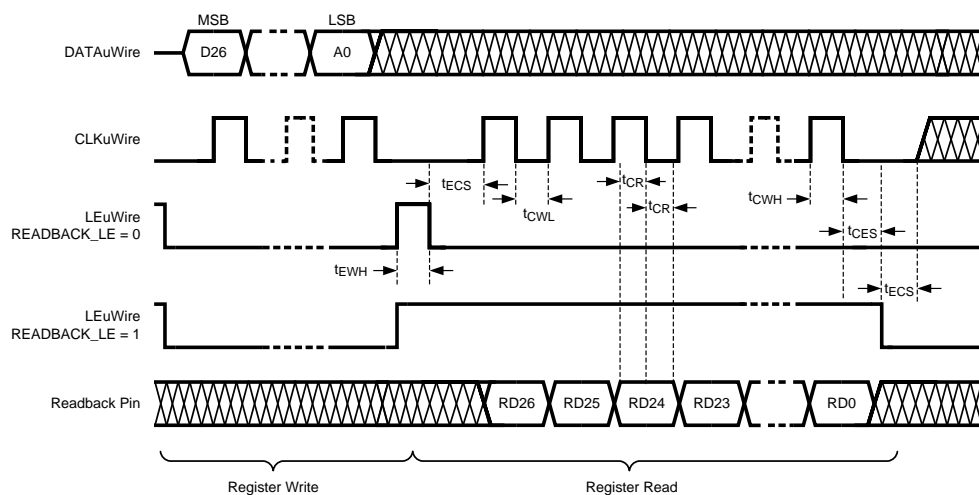 MSB LSB
DATAuWire D26 A0
CLKuWire
tECS tCWL tCR tCR tCWH tCES
LEuWire
READBACK_LE = 0
tEWH tECS
LEuWire
READBACK_LE = 1
Readback Pin RD26 RD25 RD24 RD23 RD0
Register Write Register Read